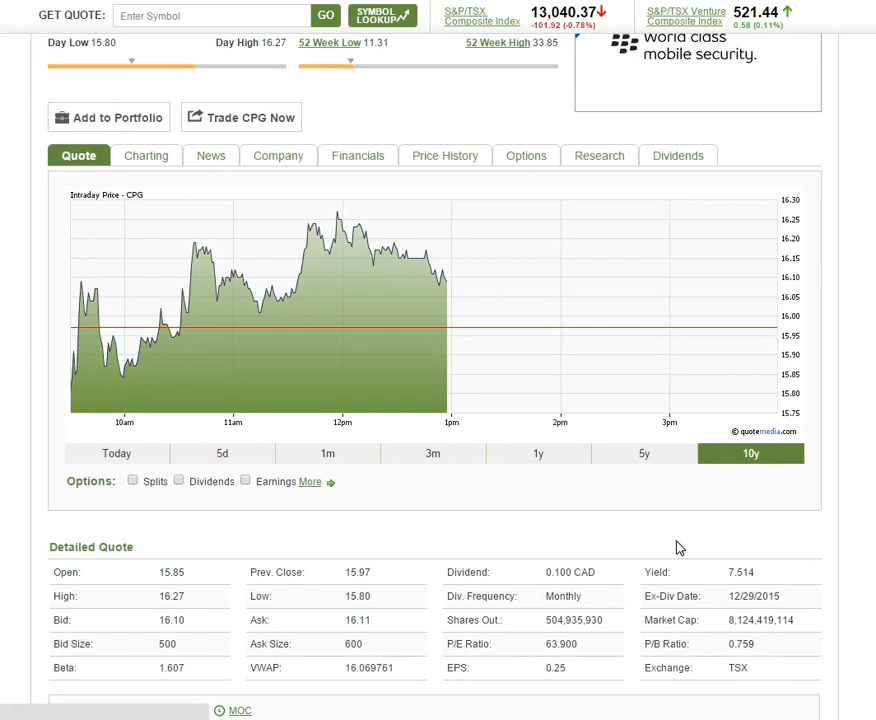 GET QUOTE: Enter Symbol GO SYMBOL LOOKUP S&P/TSX Composite Index 13,040.37 -101.92 (-0.78%) S&P/TSX Venture Composite Index 521.44 0.58 (0.11%)
Day Low 15.80 Day High 16.27 52 Week Low 11.31 52 Week High 33.85
world class
mobile security.
Add to Portfolio Trade CPG Now
Quote Charting News Company Financials Price History Options Research Dividends
Intraday Price - CPG
16.30
16.25
16.20
16.15
16.10
16.05
16.00
15.95
15.90
15.85
15.80
15.75
10am 11am 12pm 1pm 2pm 3pm
© quotemedia.com
Today 5d 1m 3m 1y 5y 10y
Options: Splits Dividends Earnings More
Detailed Quote
Open: 15.85 Prev. Close: 15.97 Dividend: 0.100 CAD Yield: 7.514
High: 16.27 Low: 15.80 Div. Frequency: Monthly Ex-Div Date: 12/29/2015
Bid: 16.10 Ask: 16.11 Shares Out.: 504,935,930 Market Cap: 8,124,419,114
Bid Size: 500 Ask Size: 600 P/E Ratio: 63.900 P/B Ratio: 0.759
Beta: 1.607 VWAP: 16.069761 EPS: 0.25 Exchange: TSX
MOC